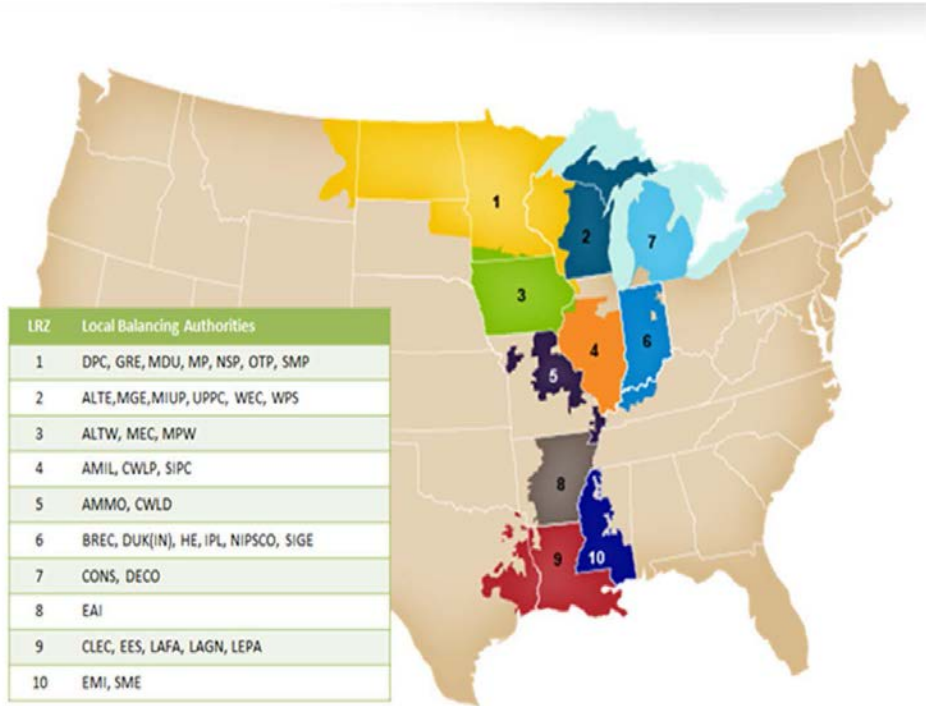 1
2
7
3
6
4
5
8
9
10
LRZ Local Balancing Authorities
1 DPC, GRE, MDU, MP, NSP, OTP, SMP
2 ALTE,MGE,MIUP,UPPC, WEC, WPS
3 ALTW, MEC, MPW
4 AMIL, CWLP, SIPC
5 AMMO, CWLD
6 BREC, DUK(IN), HE, IPL, NIPSCO, SIGE
7 CONS, DECO
8 EAI
9 CLEC, EES, LAFA, LAGN, LEPA
10 EMI, SME